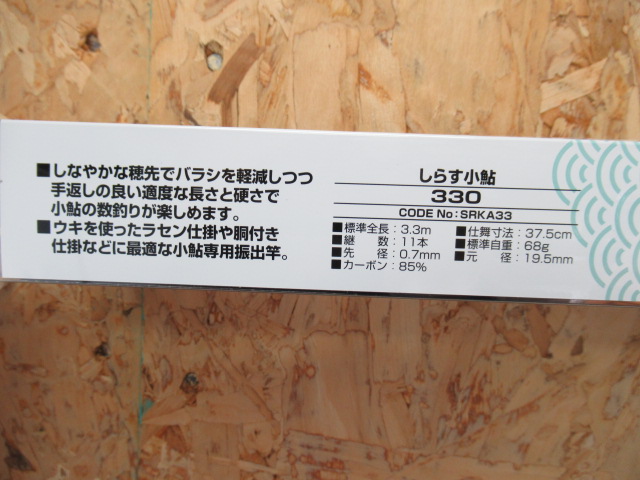 ■しなやかな穂先でバラシを軽減しつつ
手返しの良い適度な長さと硬さで
小鮎の数釣りが楽しめます。
■ウキを使ったラセン仕掛や胴付き
仕掛などに最適な小鮎専用振出竿。
しらす小鮎
330
CODE No:SRKA33
■標準全長：3.3m ■仕舞寸法：37.5cm
■継　数：11本 ■標準自重：68g
■先　径：0.7mm ■元　径：19.5mm
■カーボン：85%